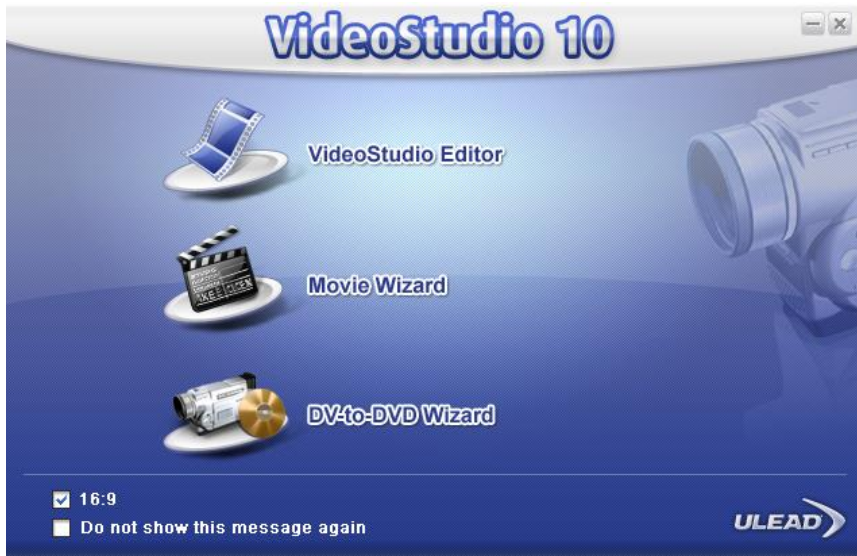 VideoStudio 10
VideoStudio Editor
Movie Wizard
DV-to-DVD Wizard
16:9
Do not show this message again
ULEAD